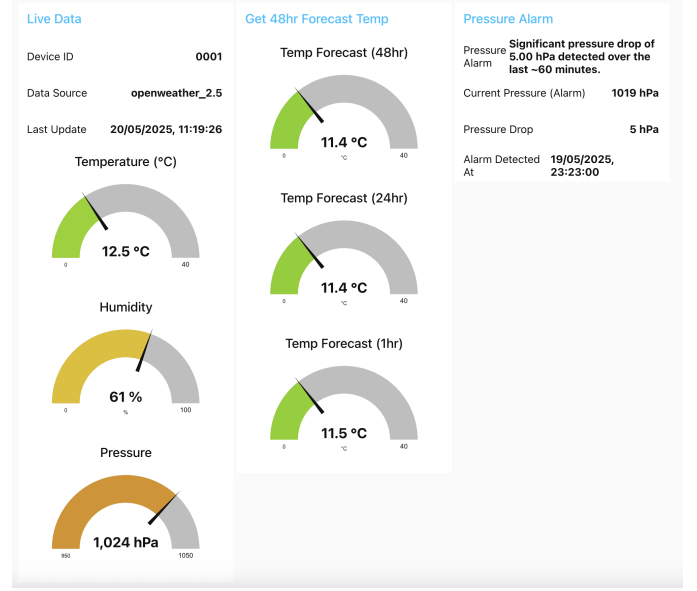 Live Data
Device ID 0001
Data Source openweather_2.5
Last Update 20/05/2025, 11:19:26
Temperature (°C)
12.5 °C
0 40
Humidity
61 %
0 % 100
Pressure
1,024 hPa
950 1050
Get 48hr Forecast Temp
Temp Forecast (48hr)
11.4 °C
0 °C 40
Temp Forecast (24hr)
11.4 °C
0 °C 40
Temp Forecast (1hr)
11.5 °C
0 °C 40
Pressure Alarm
Pressure Alarm Significant pressure drop of
5.00 hPa detected over the
last ~60 minutes.
Current Pressure (Alarm) 1019 hPa
Pressure Drop 5 hPa
Alarm Detected At 19/05/2025,
23:23:00